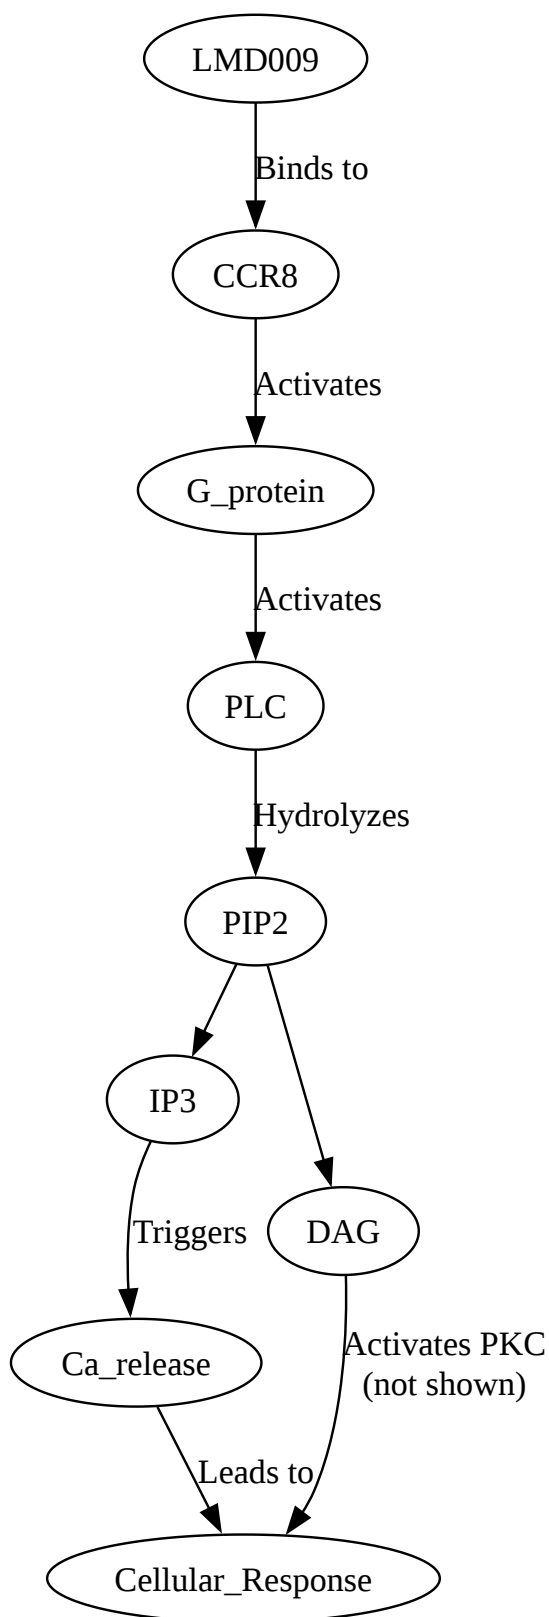 LMD009
Binds to
CCR8
Activates
G_protein
Activates
PLC
Hydrolyzes
PIP2
IP3
Triggers
DAG
Activates PKC
(not shown)
Ca_release
Leads to
Cellular_Response